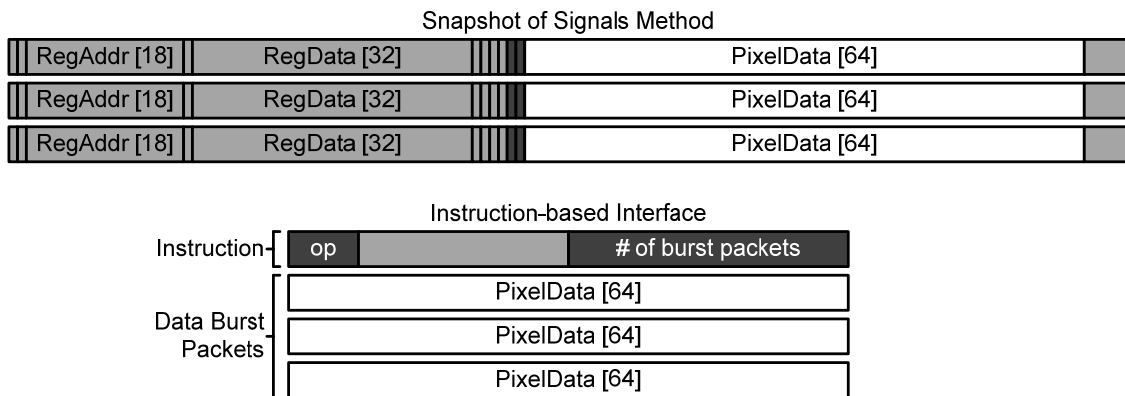 Snapshot of Signals Method
RegAddr [18] RegData [32] PixelData [64]
RegAddr [18] RegData [32] PixelData [64]
RegAddr [18] RegData [32] PixelData [64]
Instruction-based Interface
Instruction op # of burst packets
PixelData [64]
Data Burst
Packets
PixelData [64]
PixelData [64]